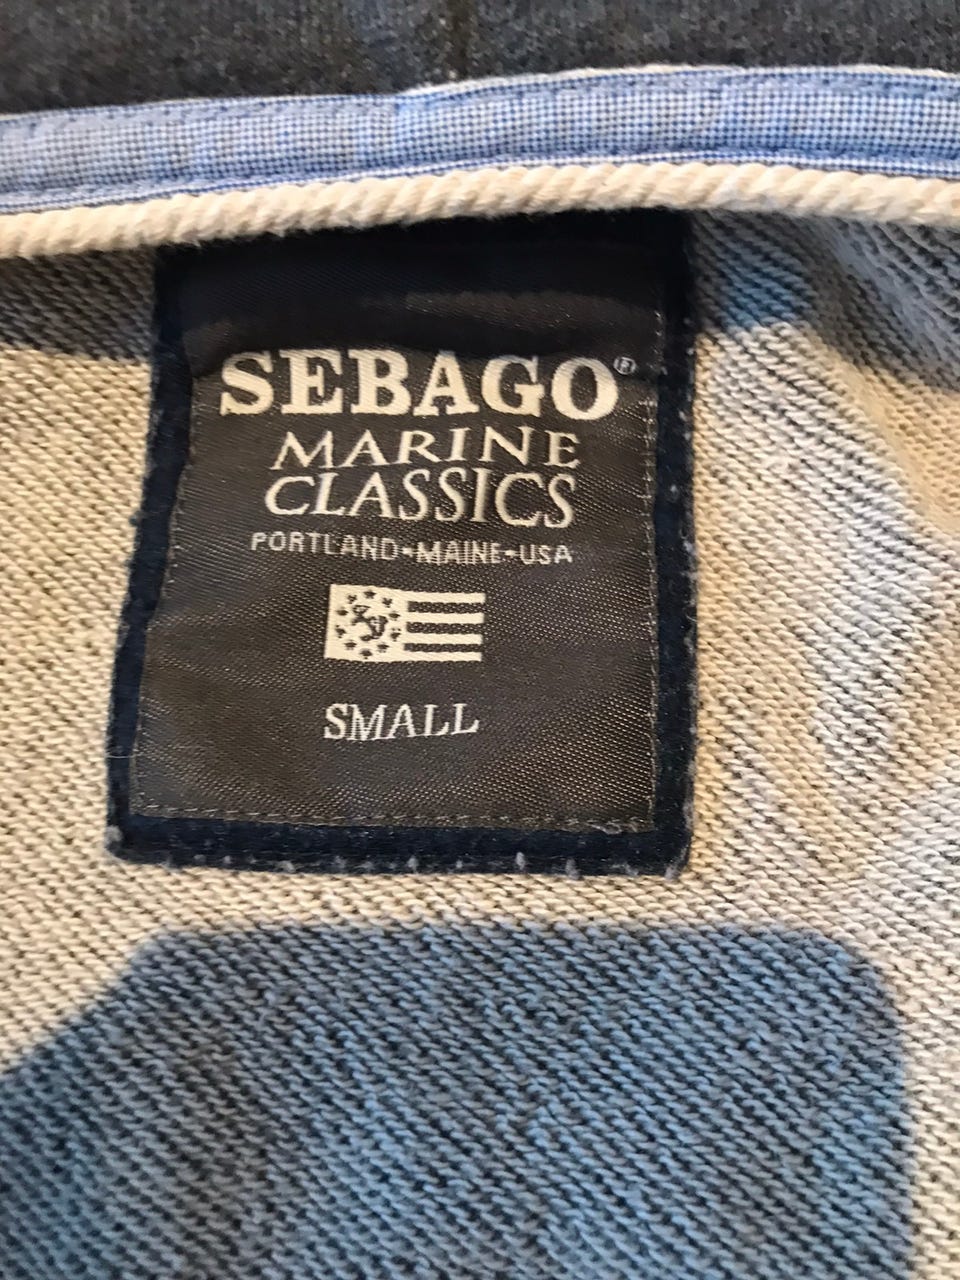 SEBAGO®
MARINE
CLASSICS
PORTLAND-MAINE-USA
SMALL